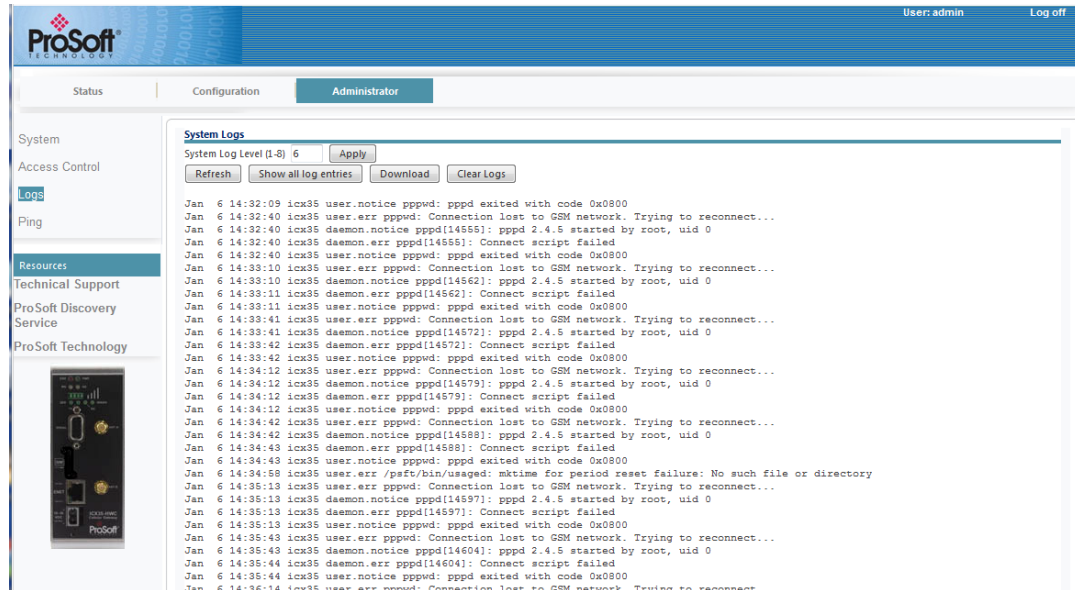 User: admin
Log off
ProSoft
TECHNOLOGY
Status
Configuration
Administrator
System
Access Control
Logs
Ping
Resources
Technical Support
ProSoft Discovery
Service
ProSoft Technology
ProSoft
System Logs
System Log Level (1-8) 6 Apply
Refresh Show all log entries Download Clear Logs
Jan 6 14:32:09 icx35 user.notice pppwd: pppd exited with code 0x0800
Jan 6 14:32:40 icx35 user.err pppwd: Connection lost to GSM network. Trying to reconnect...
Jan 6 14:32:40 icx35 daemon.notice pppd[14555]: pppd 2.4.5 started by root, uid 0
Jan 6 14:32:40 icx35 daemon.err pppd[14555]: Connect script failed
Jan 6 14:32:40 icx35 user.notice pppwd: pppd exited with code 0x0800
Jan 6 14:33:10 icx35 user.err pppwd: Connection lost to GSM network. Trying to reconnect...
Jan 6 14:33:10 icx35 daemon.notice pppd[14562]: pppd 2.4.5 started by root, uid 0
Jan 6 14:33:11 icx35 daemon.err pppd[14562]: Connect script failed
Jan 6 14:33:11 icx35 user.notice pppwd: pppd exited with code 0x0800
Jan 6 14:33:41 icx35 user.err pppwd: Connection lost to GSM network. Trying to reconnect...
Jan 6 14:33:41 icx35 daemon.notice pppd[14572]: pppd 2.4.5 started by root, uid 0
Jan 6 14:33:42 icx35 daemon.err pppd[14572]: Connect script failed
Jan 6 14:33:42 icx35 user.notice pppwd: pppd exited with code 0x0800
Jan 6 14:34:12 icx35 user.err pppwd: Connection lost to GSM network. Trying to reconnect...
Jan 6 14:34:12 icx35 daemon.notice pppd[14579]: pppd 2.4.5 started by root, uid 0
Jan 6 14:34:12 icx35 daemon.err pppd[14579]: Connect script failed
Jan 6 14:34:12 icx35 user.notice pppwd: pppd exited with code 0x0800
Jan 6 14:34:42 icx35 user.err pppwd: Connection lost to GSM network. Trying to reconnect...
Jan 6 14:34:42 icx35 daemon.notice pppd[14588]: pppd 2.4.5 started by root, uid 0
Jan 6 14:34:43 icx35 daemon.err pppd[14588]: Connect script failed
Jan 6 14:34:43 icx35 user.notice pppwd: pppd exited with code 0x0800
Jan 6 14:34:58 icx35 user.err /psft/bin/usaged: mktime for period reset failure: No such file or directory
Jan 6 14:35:13 icx35 user.err pppwd: Connection lost to GSM network. Trying to reconnect...
Jan 6 14:35:13 icx35 daemon.notice pppd[14597]: pppd 2.4.5 started by root, uid 0
Jan 6 14:35:13 icx35 daemon.err pppd[14597]: Connect script failed
Jan 6 14:35:13 icx35 user.notice pppwd: pppd exited with code 0x0800
Jan 6 14:35:43 icx35 user.err pppwd: Connection lost to GSM network. Trying to reconnect...
Jan 6 14:35:43 icx35 daemon.notice pppd[14604]: pppd 2.4.5 started by root, uid 0
Jan 6 14:35:44 icx35 daemon.err pppd[14604]: Connect script failed
Jan 6 14:35:44 icx35 user.notice pppwd: pppd exited with code 0x0800
Jan 6 14:36:14 icx35 user.err pppwd: Connection lost to GSM network. Trying to reconnect